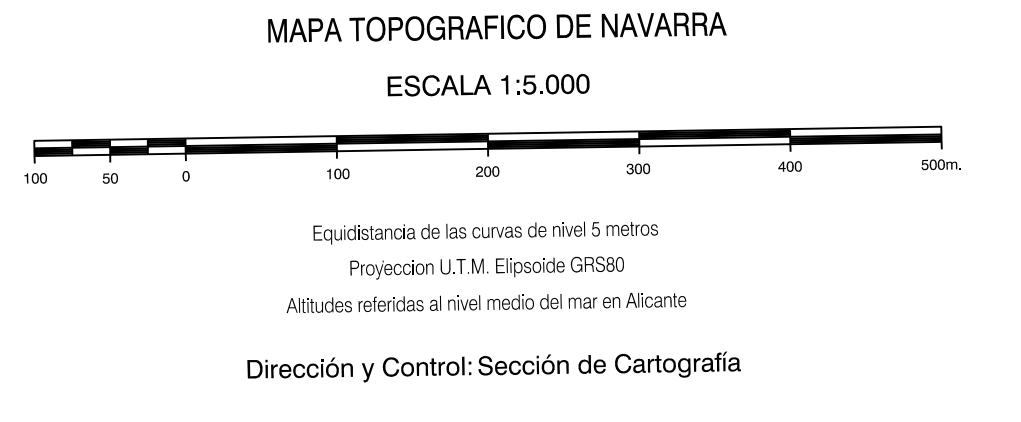 MAPA TOPOGRAFICO DE NAVARRA
ESCALA 1:5.000
100 50 0 100 200 300 400 500m.
Equidistancia de las curvas de nivel 5 metros
Proyeccion U.T.M. Elipsoide GRS80
Altitudes referidas al nivel medio del mar en Alicante
Dirección y Control: Sección de Cartografía